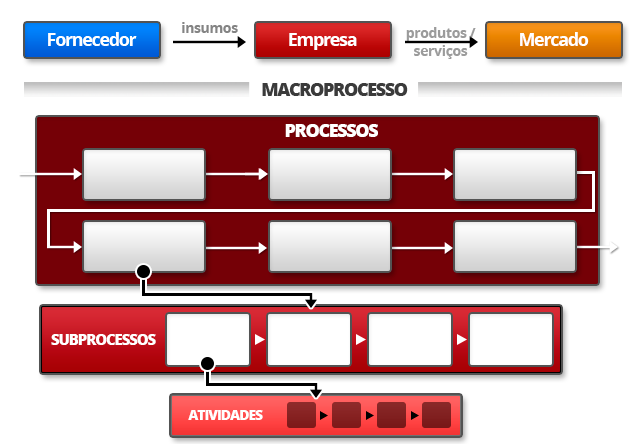 Fornecedor
insumos
Empresa
produtos /
serviços
Mercado
MACROPROCESSO
PROCESSOS
SUBPROCESSOS
ATIVIDADES